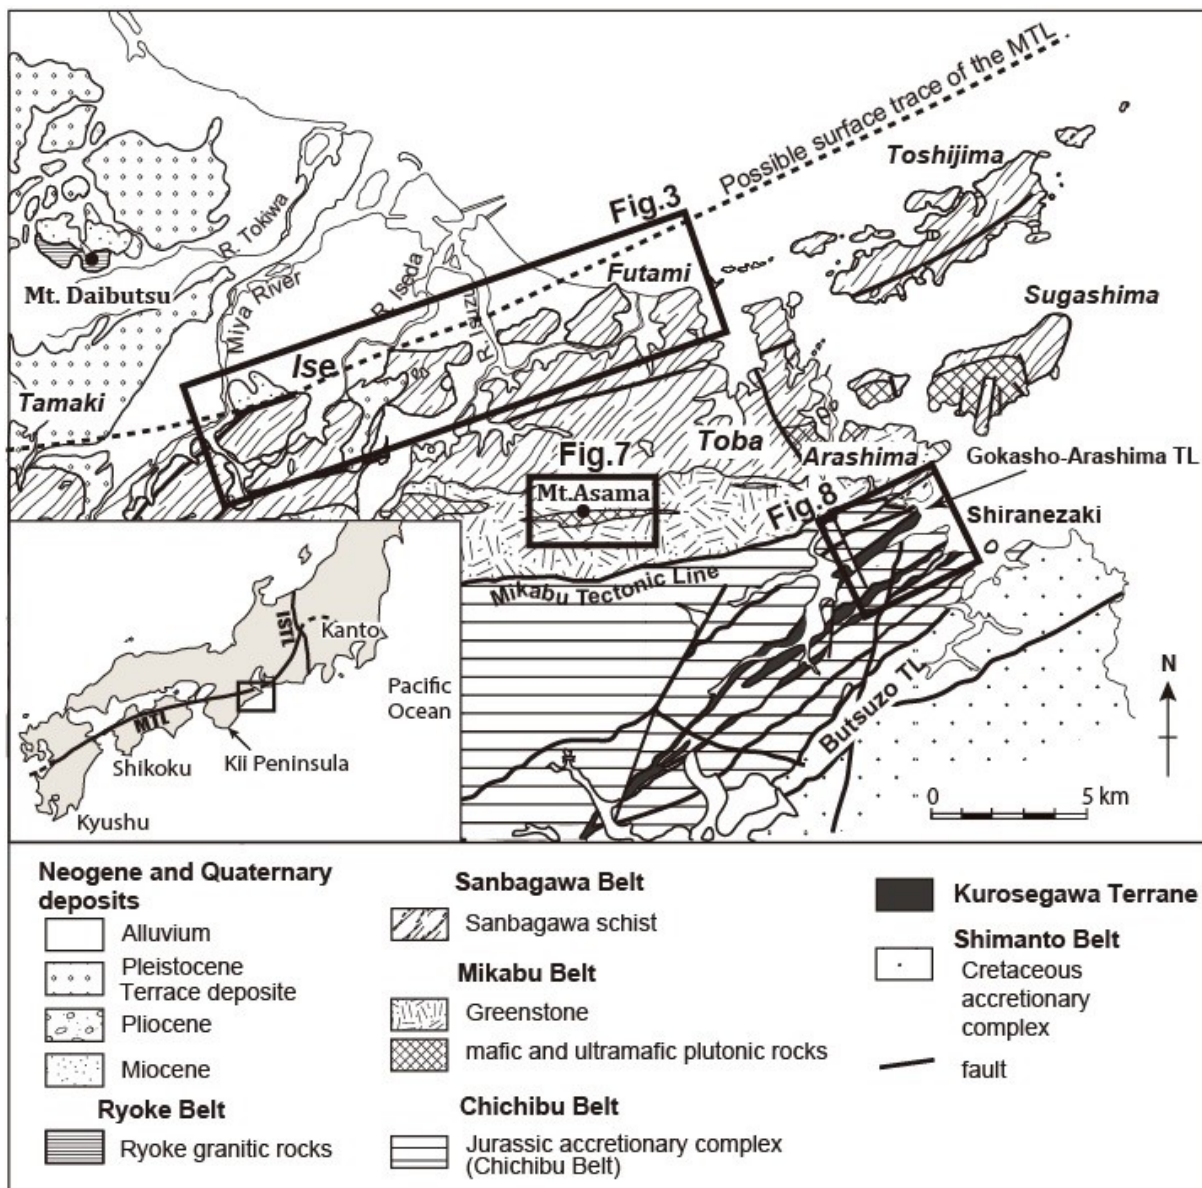 Possible surface trace of the MTL
Toshijima
Fig.3
R. Tokiwa
Mt. Daibutsu
Miya River
R. Iseda
R. Isuzu
Futami
Sugashima
Ise
Tamaki
Toba
Arashima
Gokasho-Arashima TL
Fig.7
Mt.Asama
Fig.8
Shiranezaki
Mikabu Tectonic Line
Butsuzo TL
N
0 5 km
ISTL
Kanto
Pacific
Ocean
MTL
Shikoku
Kii Peninsula
Kyushu
Neogene and Quaternary
deposits
Alluvium
Pleistocene
Terrace deposite
Pliocene
Miocene
Ryoke Belt
Ryoke granitic rocks
Sanbagawa Belt
Sanbagawa schist
Mikabu Belt
Greenstone
mafic and ultramafic plutonic rocks
Chichibu Belt
Jurassic accretionary complex
(Chichibu Belt)
Kurosegawa Terrane
Shimanto Belt
Cretaceous
accretionary
complex
fault